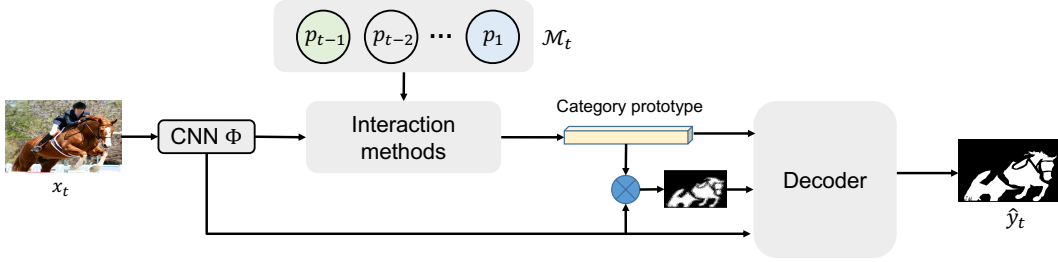 p_{t−1} p_{t−2} ··· p_1 ℳ_t
Category prototype
CNN Φ
Interaction
methods
Decoder
x_t
ŷ_t